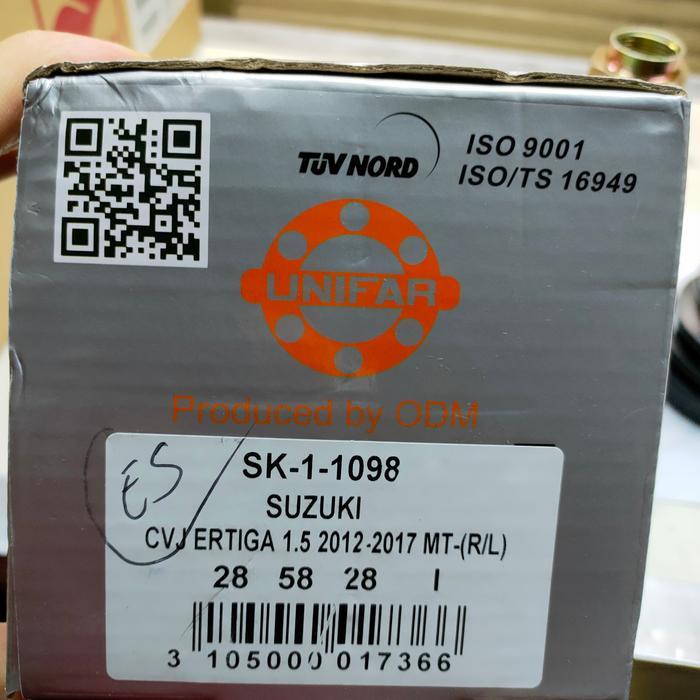 TÜV NORD
ISO 9001
ISO/TS 16949
UNIFAR
Produced by ODM
ES
SK-1-1098
SUZUKI
CVJ ERTIGA 1.5 2012-2017 MT-(R/L)
28 58 28 I
3 105000 017366